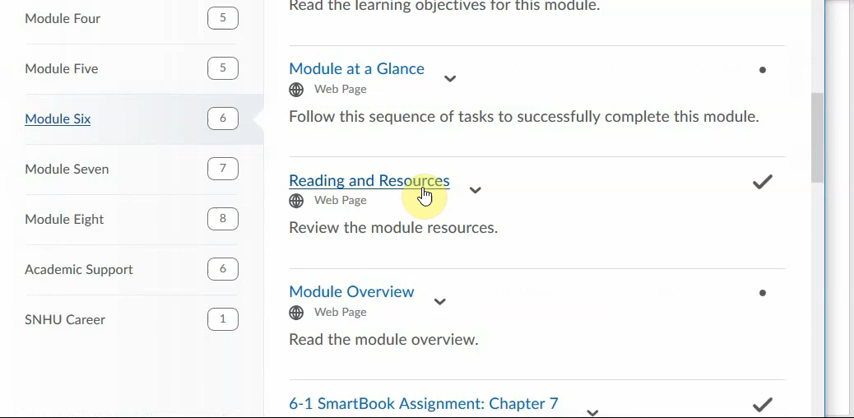 Module Four 5
Module Five 5
Module Six 6
Module Seven 7
Module Eight 8
Academic Support 6
SNHU Career 1
Read the learning objectives for this module.
Module at a Glance
Web Page
Follow this sequence of tasks to successfully complete this module.
Reading and Resources
Web Page
Review the module resources.
Module Overview
Web Page
Read the module overview.
6-1 SmartBook Assignment: Chapter 7